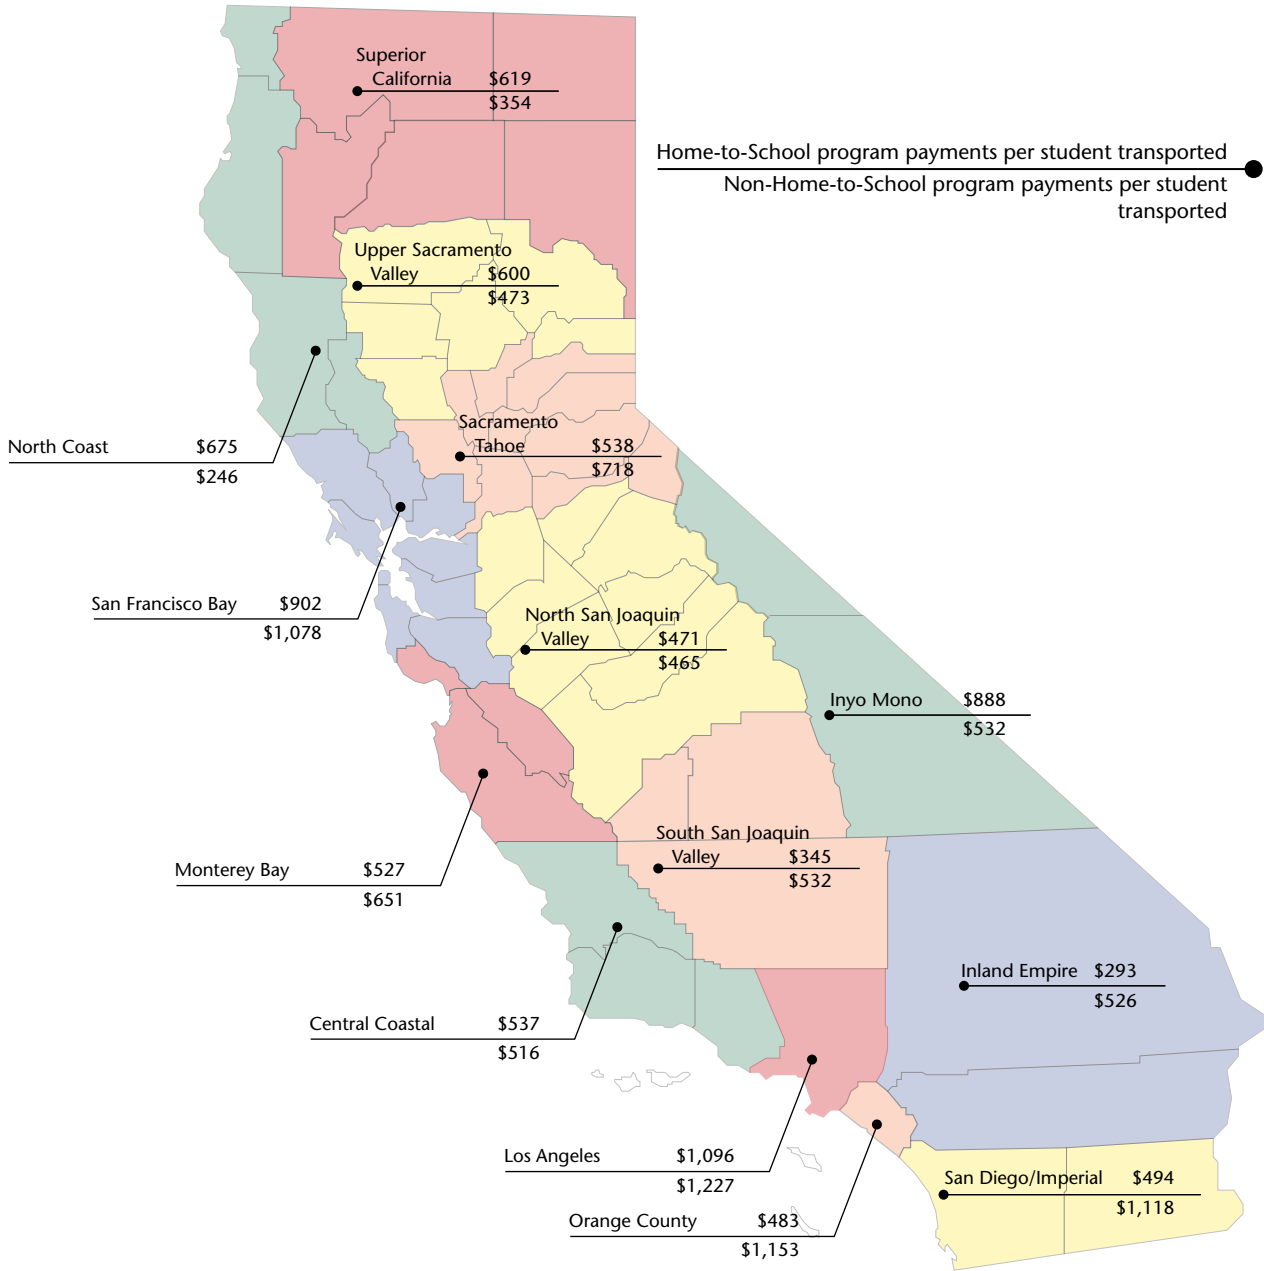 Superior
California $619
$354
Home-to-School program payments per student transported
Non-Home-to-School program payments per student
transported
Upper Sacramento
Valley $600
$473
Sacramento
Tahoe $538
$718
North Coast $675
$246
San Francisco Bay $902
$1,078
North San Joaquin
Valley $471
$465
Inyo Mono $888
$532
South San Joaquin
Valley $345
$532
Monterey Bay $527
$651
Inland Empire $293
$526
Central Coastal $537
$516
Los Angeles $1,096
$1,227
San Diego/Imperial $494
$1,118
Orange County $483
$1,153